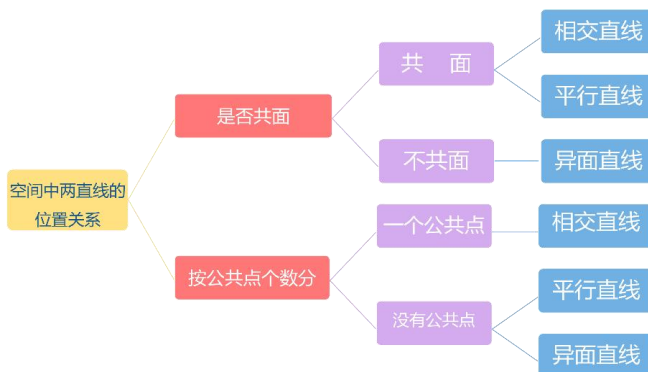 空间中两直线的
位置关系
是否共面
共 面
相交直线
平行直线
不共面
异面直线
按公共点个数分
一个公共点
相交直线
没有公共点
平行直线
异面直线